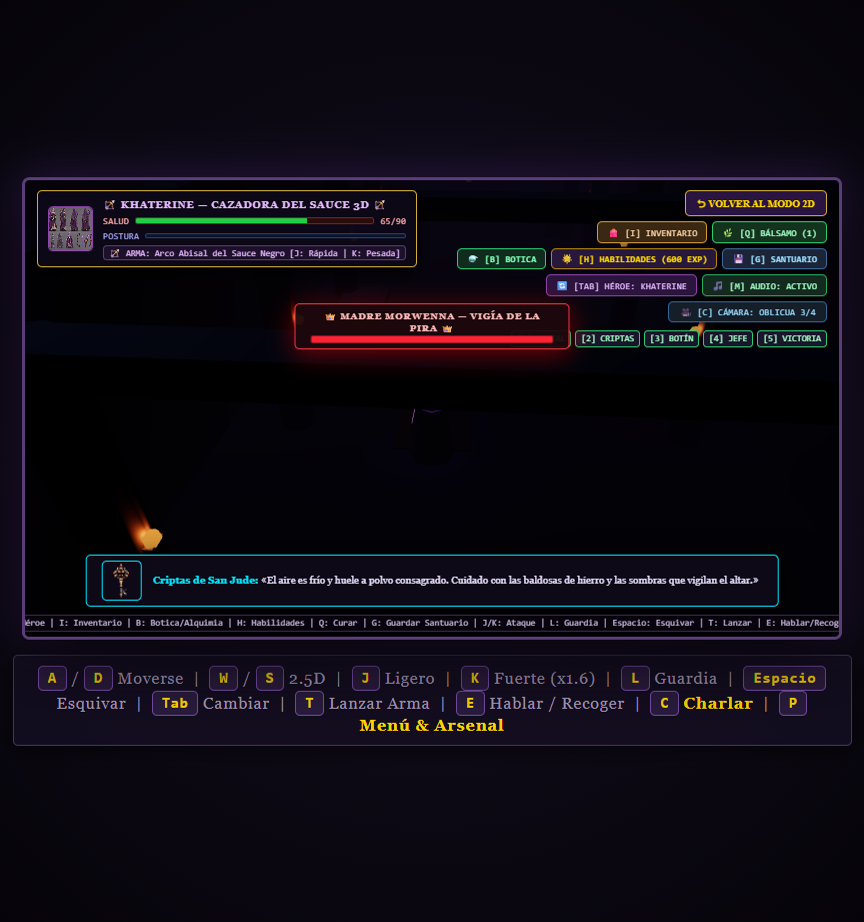 🏹 KHATERINE — CAZADORA DEL SAUCE 3D 🏹
SALUD 65/90
POSTURA
🏹 ARMA: Arco Abisal del Sauce Negro [J: Rápida | K: Pesada]
⮌ VOLVER AL MODO 2D
[I] INVENTARIO
[Q] BÁLSAMO (1)
[B] BOTICA
[H] HABILIDADES (600 EXP)
[G] SANTUARIO
[TAB] HÉROE: KHATERINE
[M] AUDIO: ACTIVO
[C] CÁMARA: OBLICUA 3/4
👑 MADRE MORWENNA — VIGÍA DE LA
PIRA 👑
[2] CRIPTAS
[3] BOTÍN
[4] JEFE
[5] VICTORIA
Criptas de San Jude: «El aire es frío y huele a polvo consagrado. Cuidado con las baldosas de hierro y las sombras que vigilan el altar.»
éroe | I: Inventario | B: Botica/Alquimia | H: Habilidades | Q: Curar | G: Guardar Santuario | J/K: Ataque | L: Guardia | Espacio: Esquivar | T: Lanzar | E: Hablar/Recog
A / D Moverse | W / S 2.5D | J Ligero | K Fuerte (x1.6) | L Guardia | Espacio
Esquivar | Tab Cambiar | T Lanzar Arma | E Hablar / Recoger | C Charlar | P
Menú & Arsenal